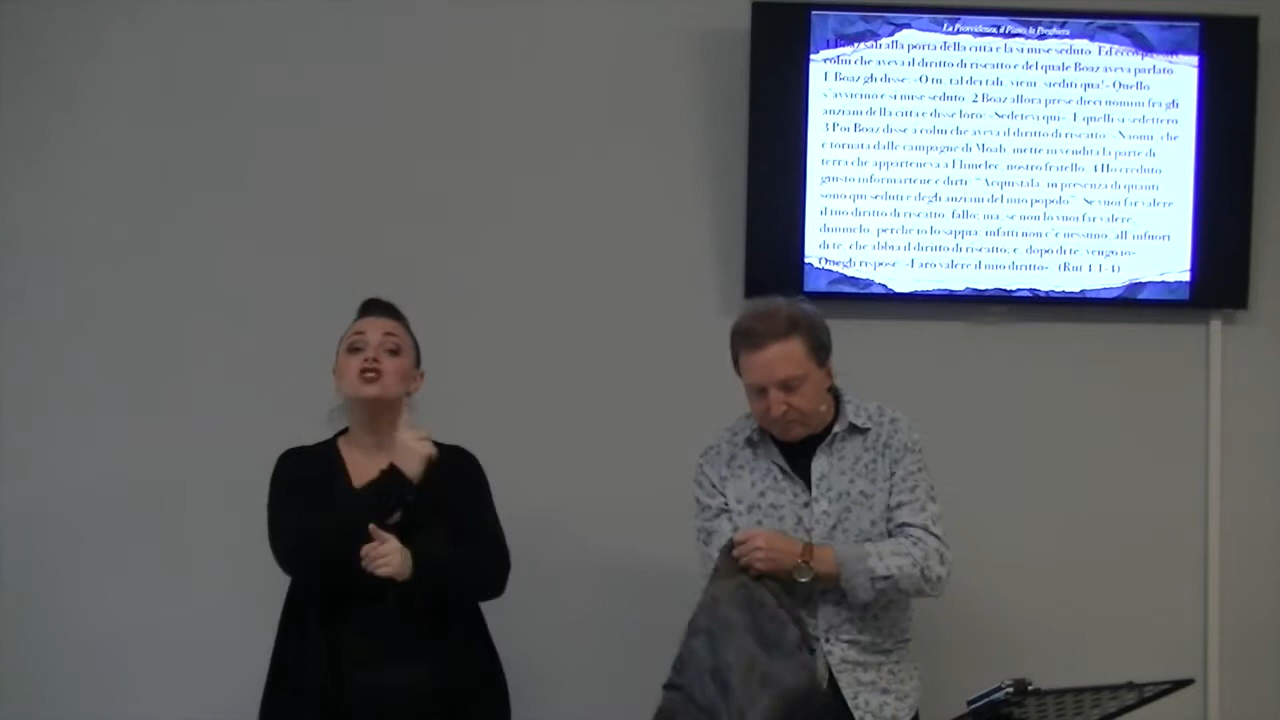 La Provvidenza, il Piano, la Preghiera
1 Boaz salì alla porta della città e là si mise seduto. Ed ecco passare
colui che aveva il diritto di riscatto e del quale Boaz aveva parlato.
E Boaz gli disse: «O tu, tal dei tali, vieni, siediti qua!» Quello
s'avvicinò e si mise seduto. 2 Boaz allora prese dieci uomini fra gli
anziani della città e disse loro: «Sedetevi qui». E quelli si sedettero.
3 Poi Boaz disse a colui che aveva il diritto di riscatto: «Naomi, che
è tornata dalle campagne di Moab, mette in vendita la parte di
terra che apparteneva a Elimelec, nostro fratello. 4 Ho creduto
giusto informartene e dirti: "Acquistala, in presenza di quanti
sono qui seduti e degli anziani del mio popolo". Se vuoi far valere
il tuo diritto di riscatto, fallo; ma, se non lo vuoi far valere,
dimmelo, perché io lo sappia; infatti non c'è nessuno, all'infuori
di te, che abbia il diritto di riscatto, e, dopo di te, vengo io».
Quegli rispose: «Farò valere il mio diritto». (Rut 4:1-4)